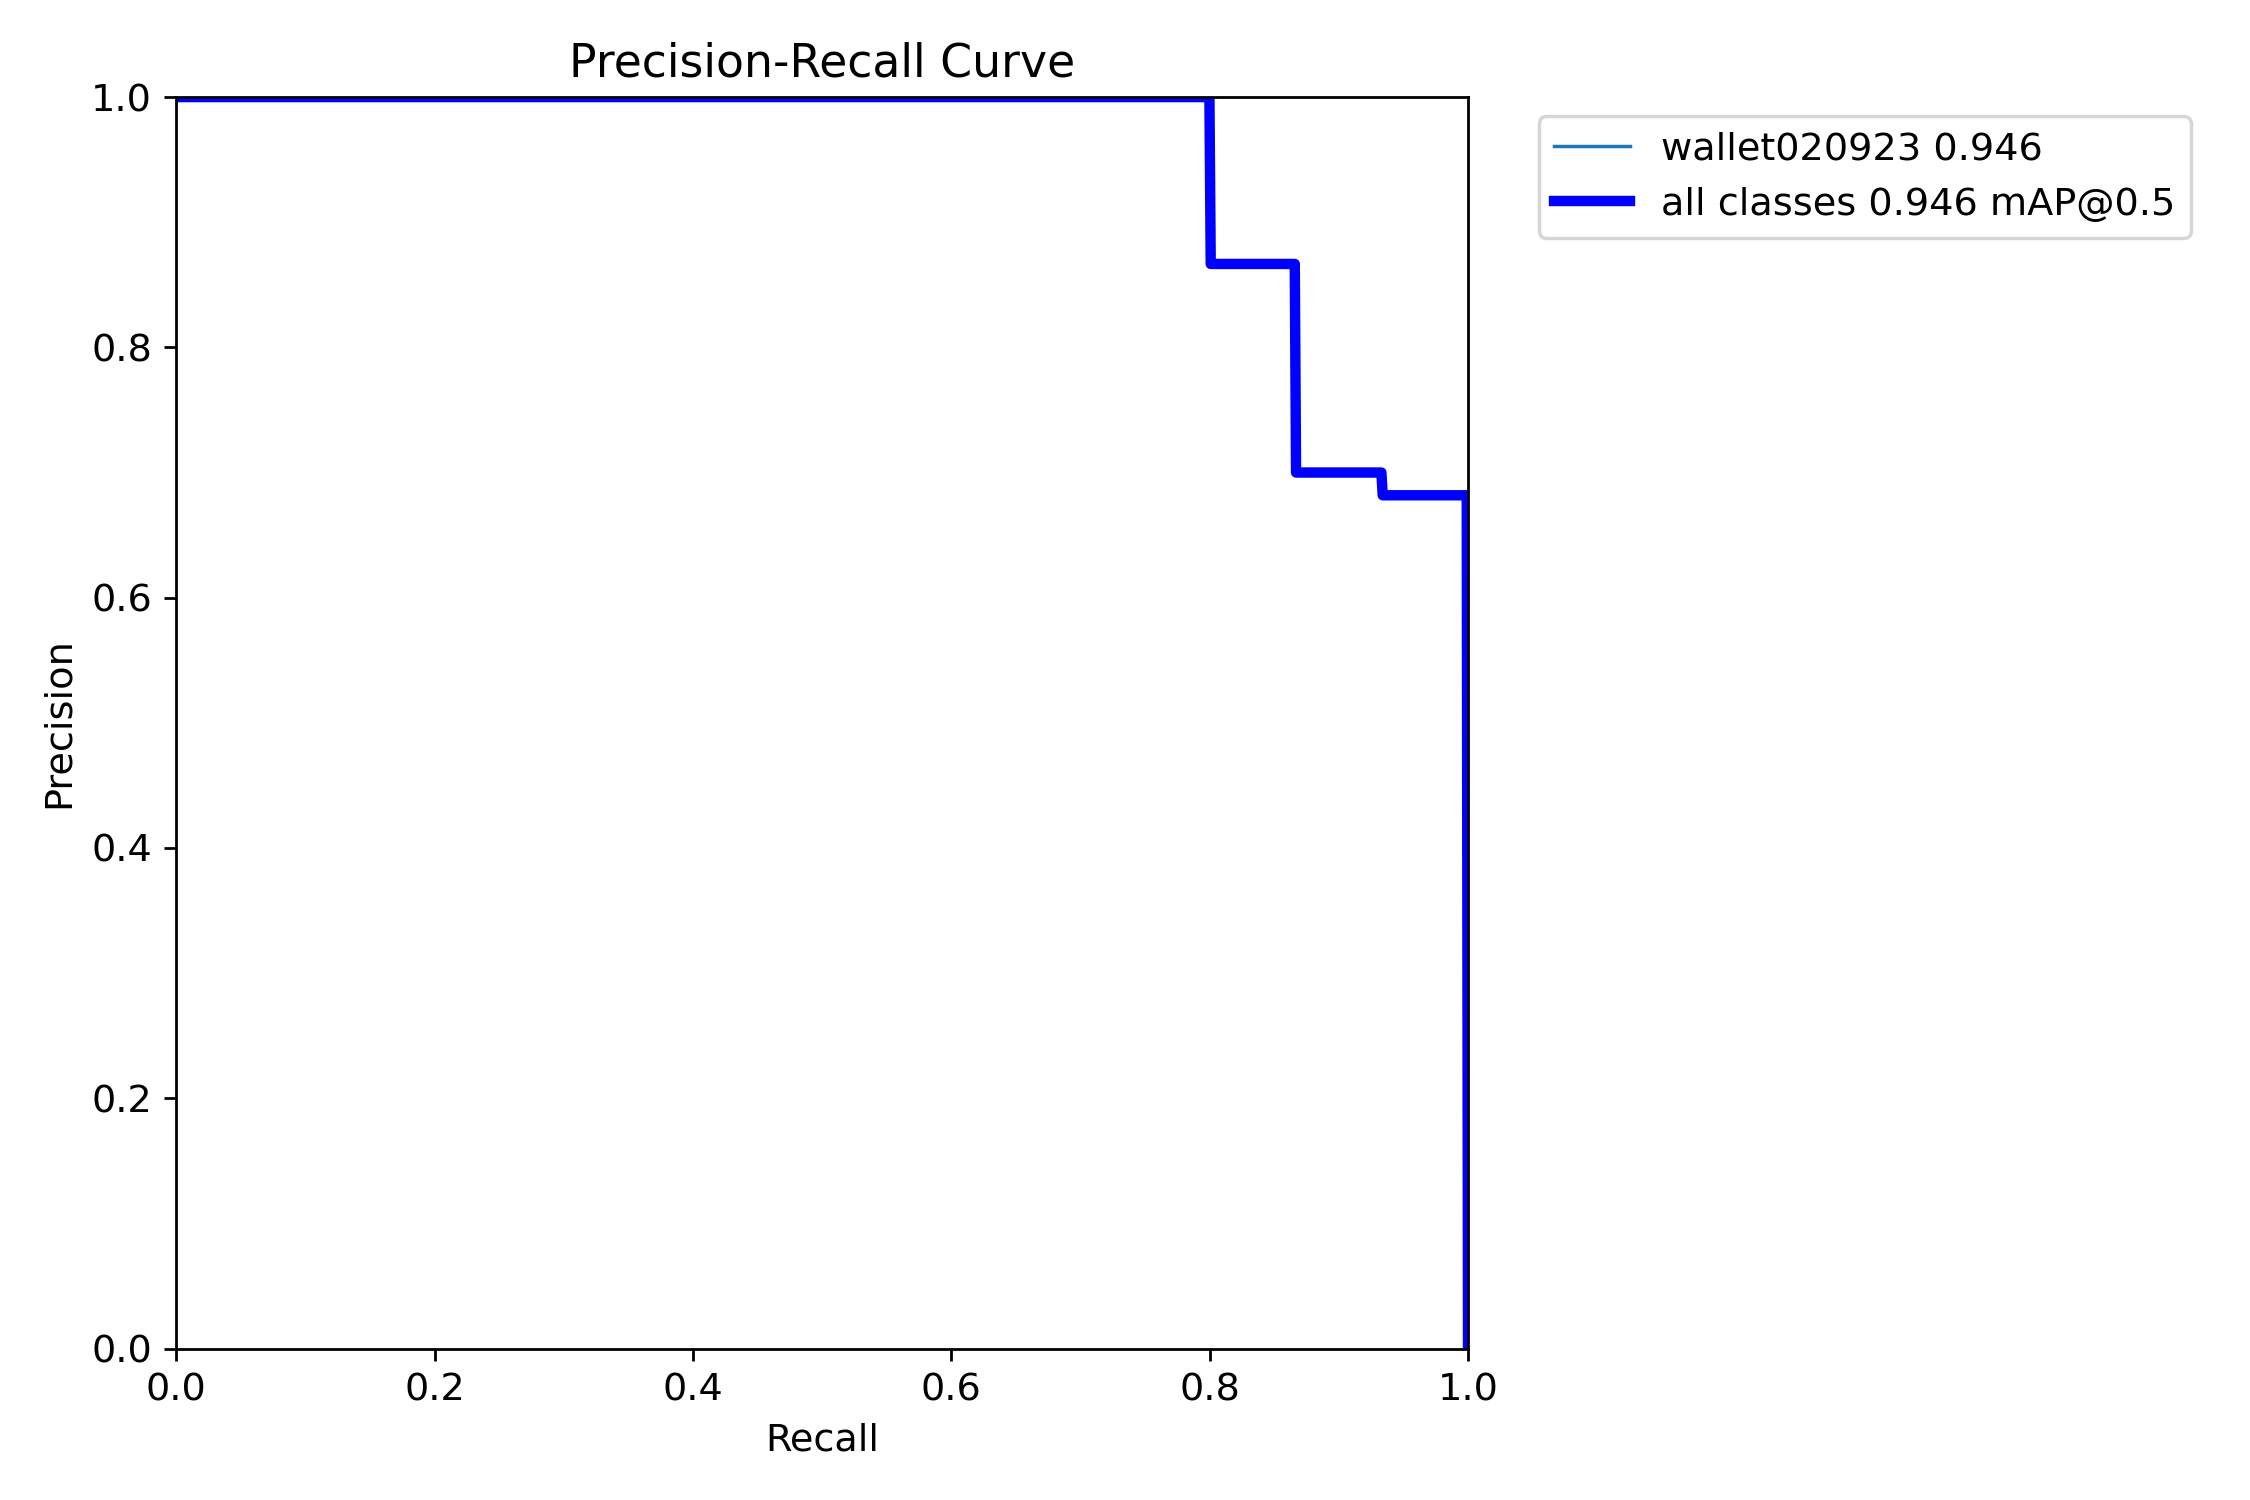 Precision-Recall Curve
wallet020923 0.946
all classes 0.946 mAP@0.5
1.0
0.8
0.6
0.4
0.2
0.0
Precision
0.0 0.2 0.4 0.6 0.8 1.0
Recall